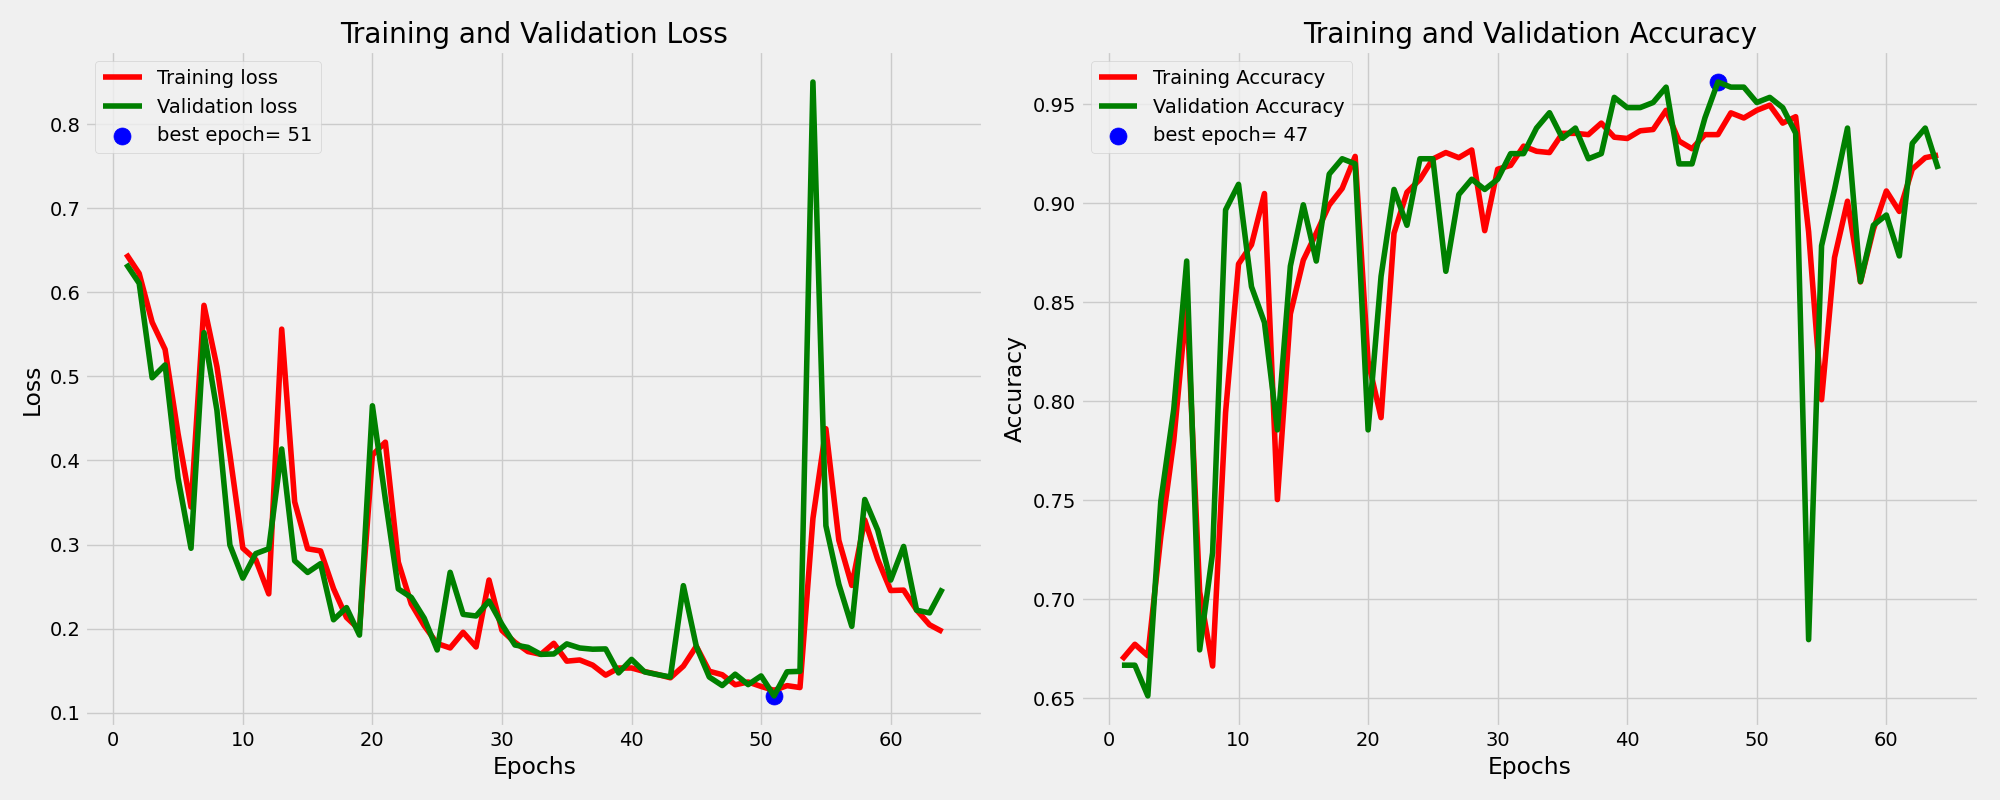 Training and Validation Loss
Training loss
Validation loss
best epoch= 51
0.8
0.7
0.6
0.5
0.4
0.3
0.2
0.1
Loss
0
10
20
30
40
50
60
Epochs
Training and Validation Accuracy
Training Accuracy
Validation Accuracy
best epoch= 47
0.95
0.90
0.85
0.80
0.75
0.70
0.65
Accuracy
0
10
20
30
40
50
60
Epochs